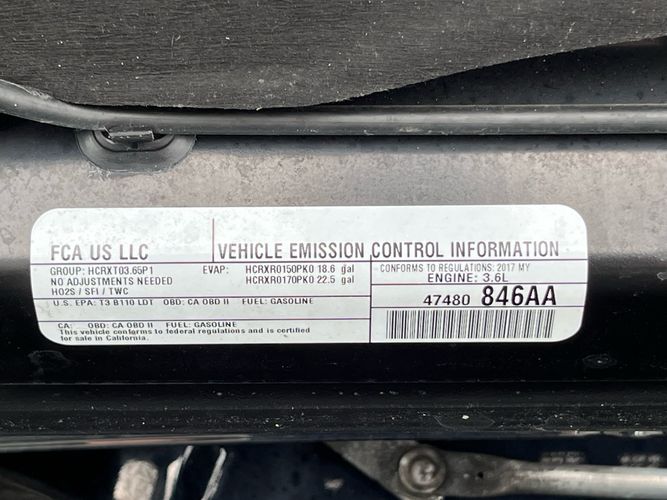 FCA US LLC
VEHICLE EMISSION CONTROL INFORMATION
GROUP: HCRXT03.65P1
NO ADJUSTMENTS NEEDED
HO2S / SFI / TWC
EVAP: HCRXR0150PK0 18.6 gal
HCRXR0170PK0 22.5 gal
CONFORMS TO REGULATIONS: 2017 MY
ENGINE: 3.6L
U.S. EPA: T3 B110 LDT OBD: CA OBD II FUEL: GASOLINE
47480 846AA
CA: OBD: CA OBD II FUEL: GASOLINE
This vehicle conforms to federal regulations and is certified
for sale in California.